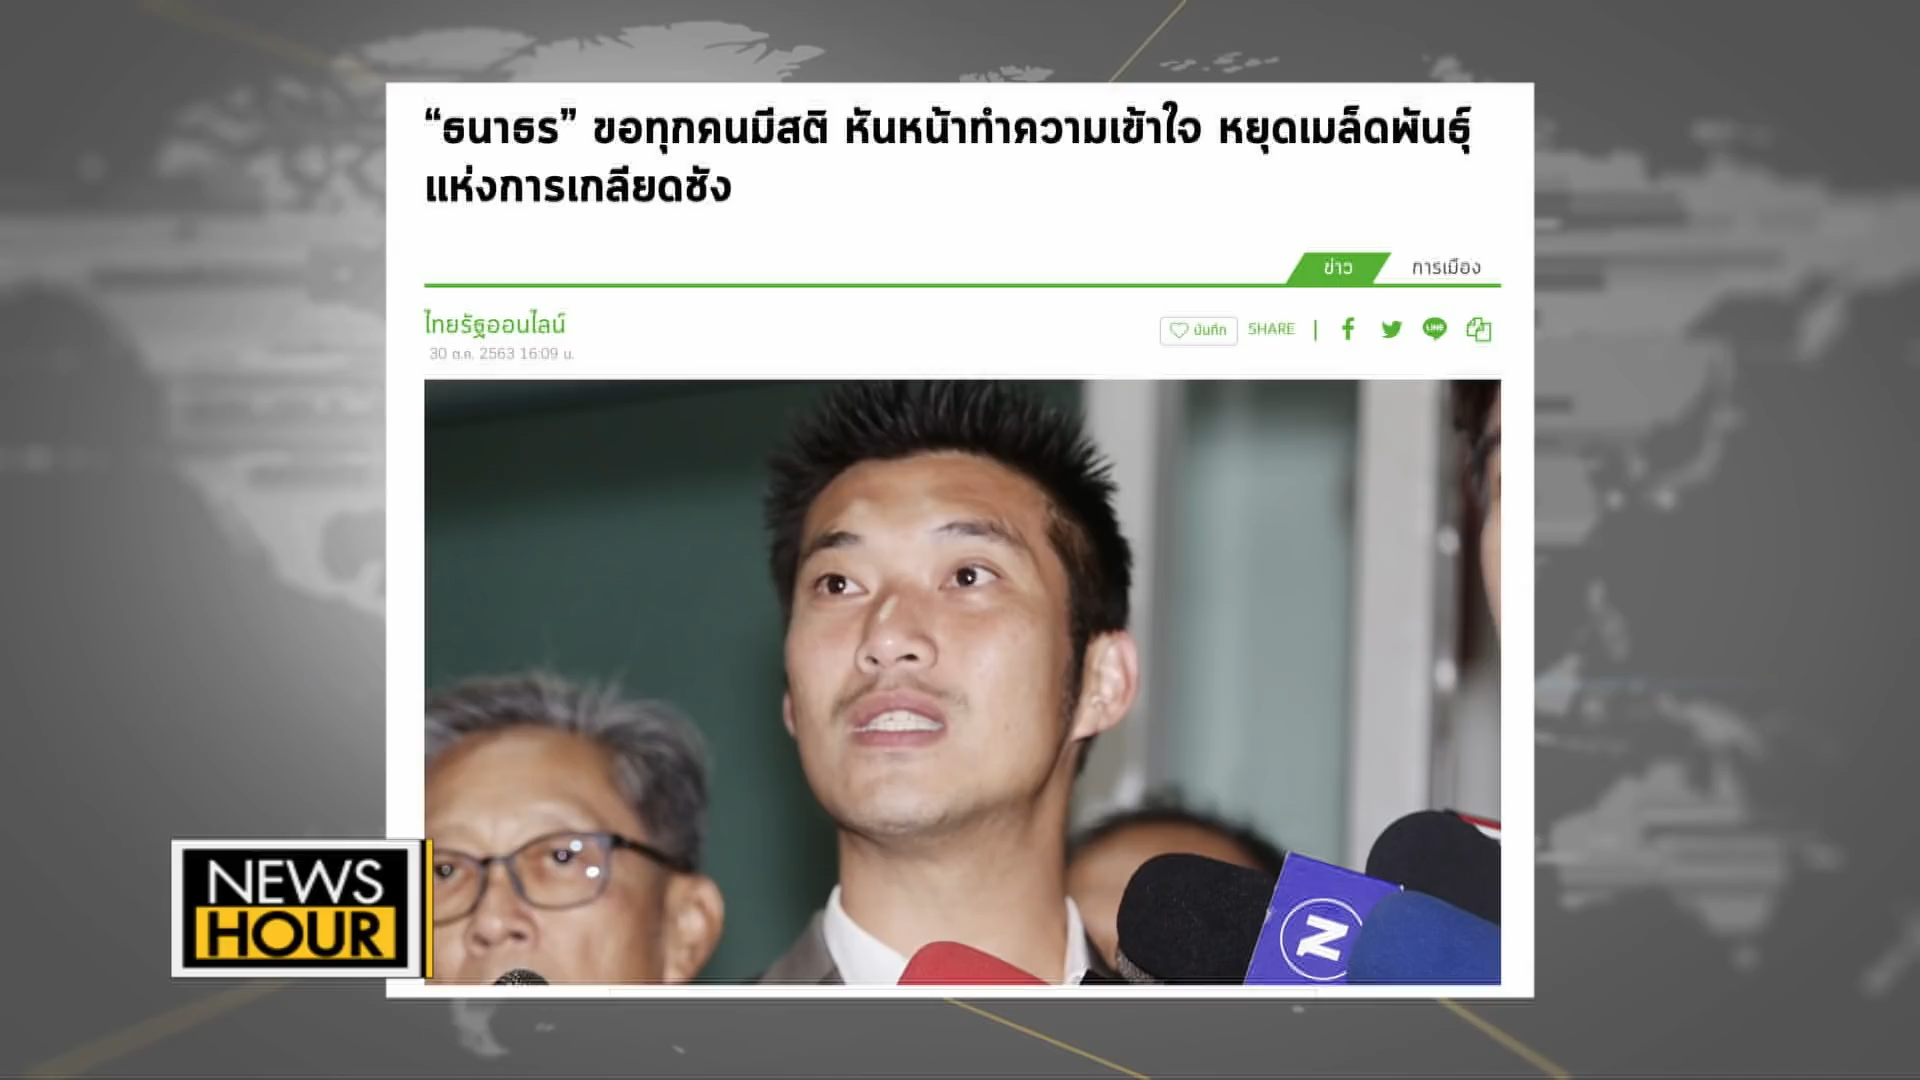 “ธนาธร” ขอทุกคนมีสติ หันหน้าทำความเข้าใจ หยุดเมล็ดพันธุ์
แห่งการเกลียดชัง
ข่าว การเมือง
ไทยรัฐออนไลน์
บันทึก SHARE |
LINE
30 ต.ค. 2563 16:09 น.
NEWS
HOUR
N